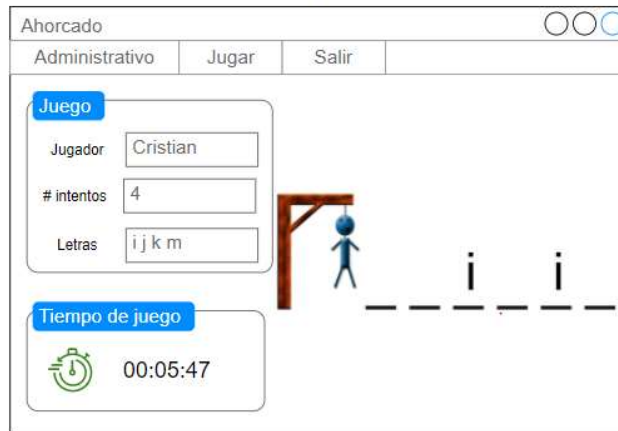 Ahorcado
Administrativo Jugar Salir
Juego
Jugador Cristian
# intentos 4
Letras i j k m
_ _ i _ i _
Tiempo de juego
00:05:47